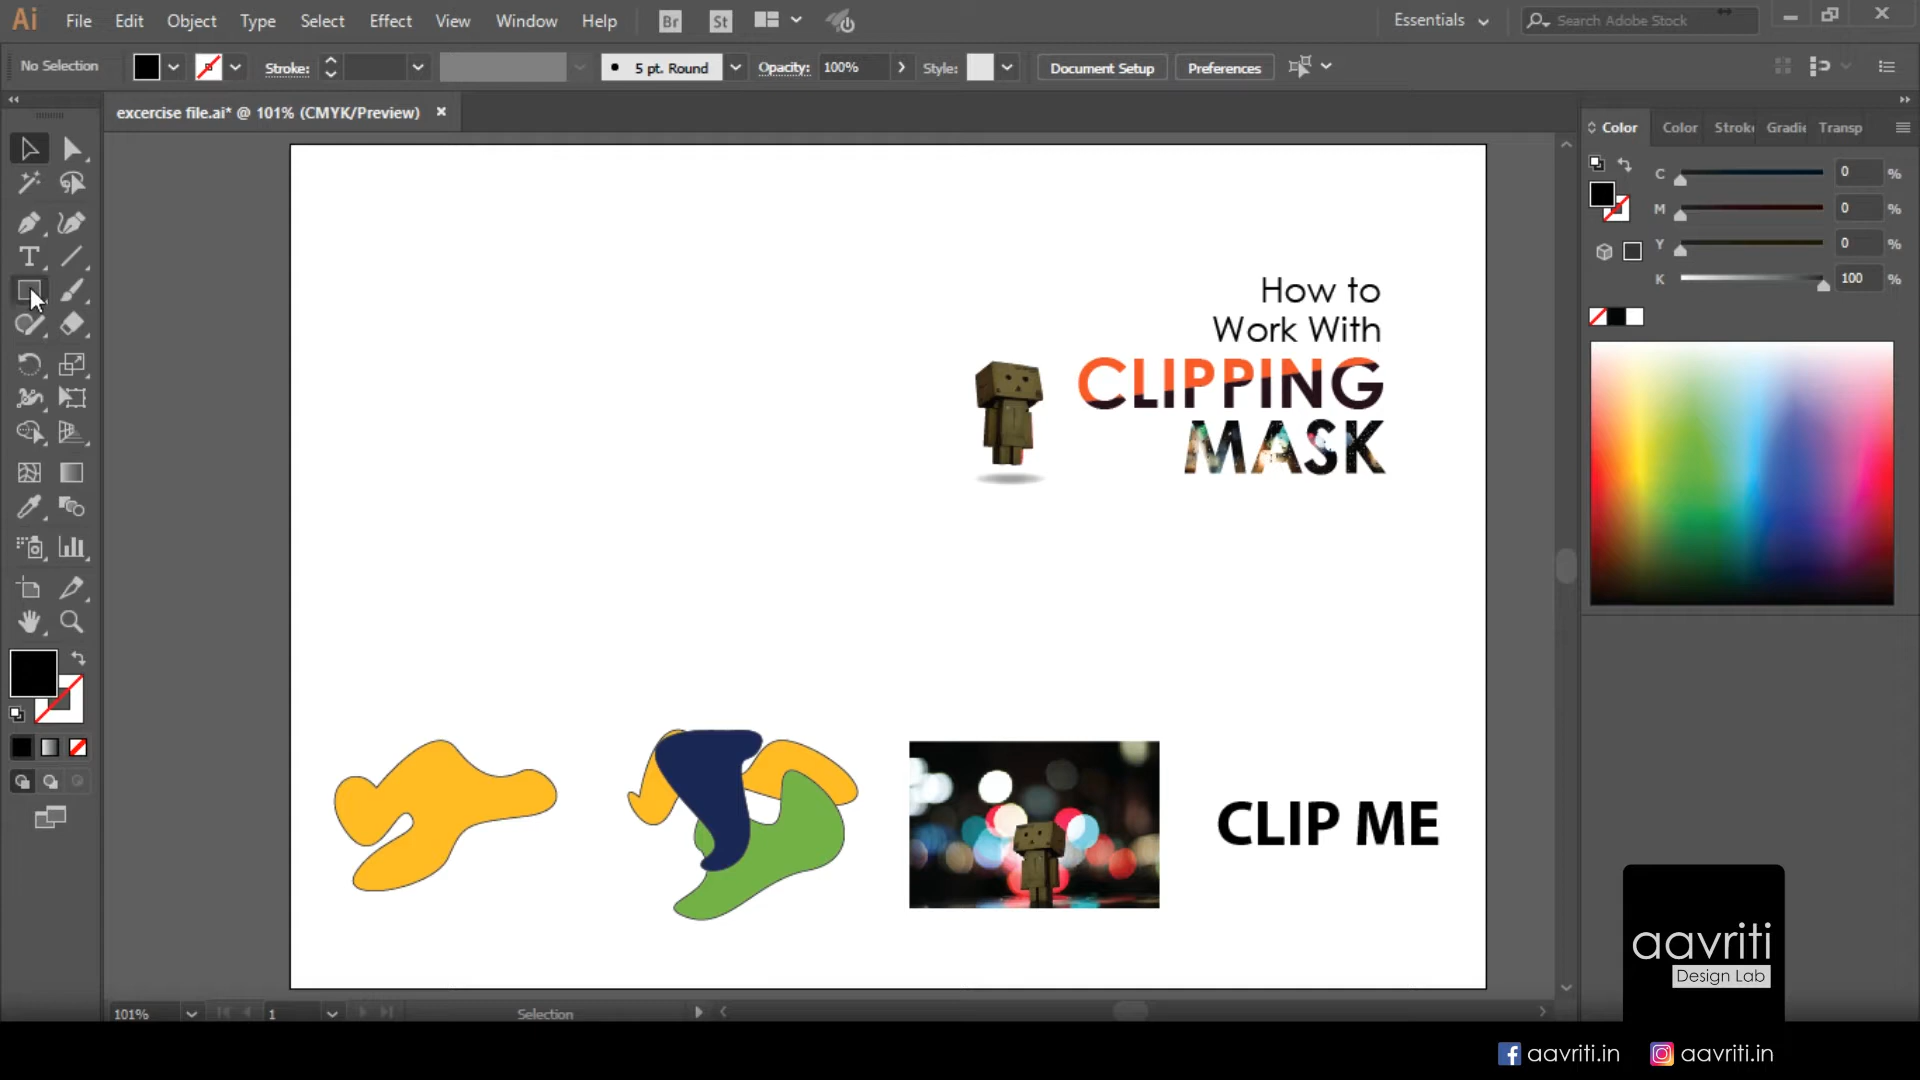 Ai File Edit Object Type Select Effect View Window Help Br St Essentials Search Adobe Stock
No Selection Stroke: 5 pt. Round Opacity: 100% Style: Document Setup Preferences
excercise file.ai* @ 101% (CMYK/Preview)
Color Color Stroke Gradie Transp
C 0 %
M 0 %
Y 0 %
K 100 %
How to
Work With
CLIPPING
MASK
CLIP ME
101% 1 Selection
aavriti
Design Lab
aavriti.in aavriti.in